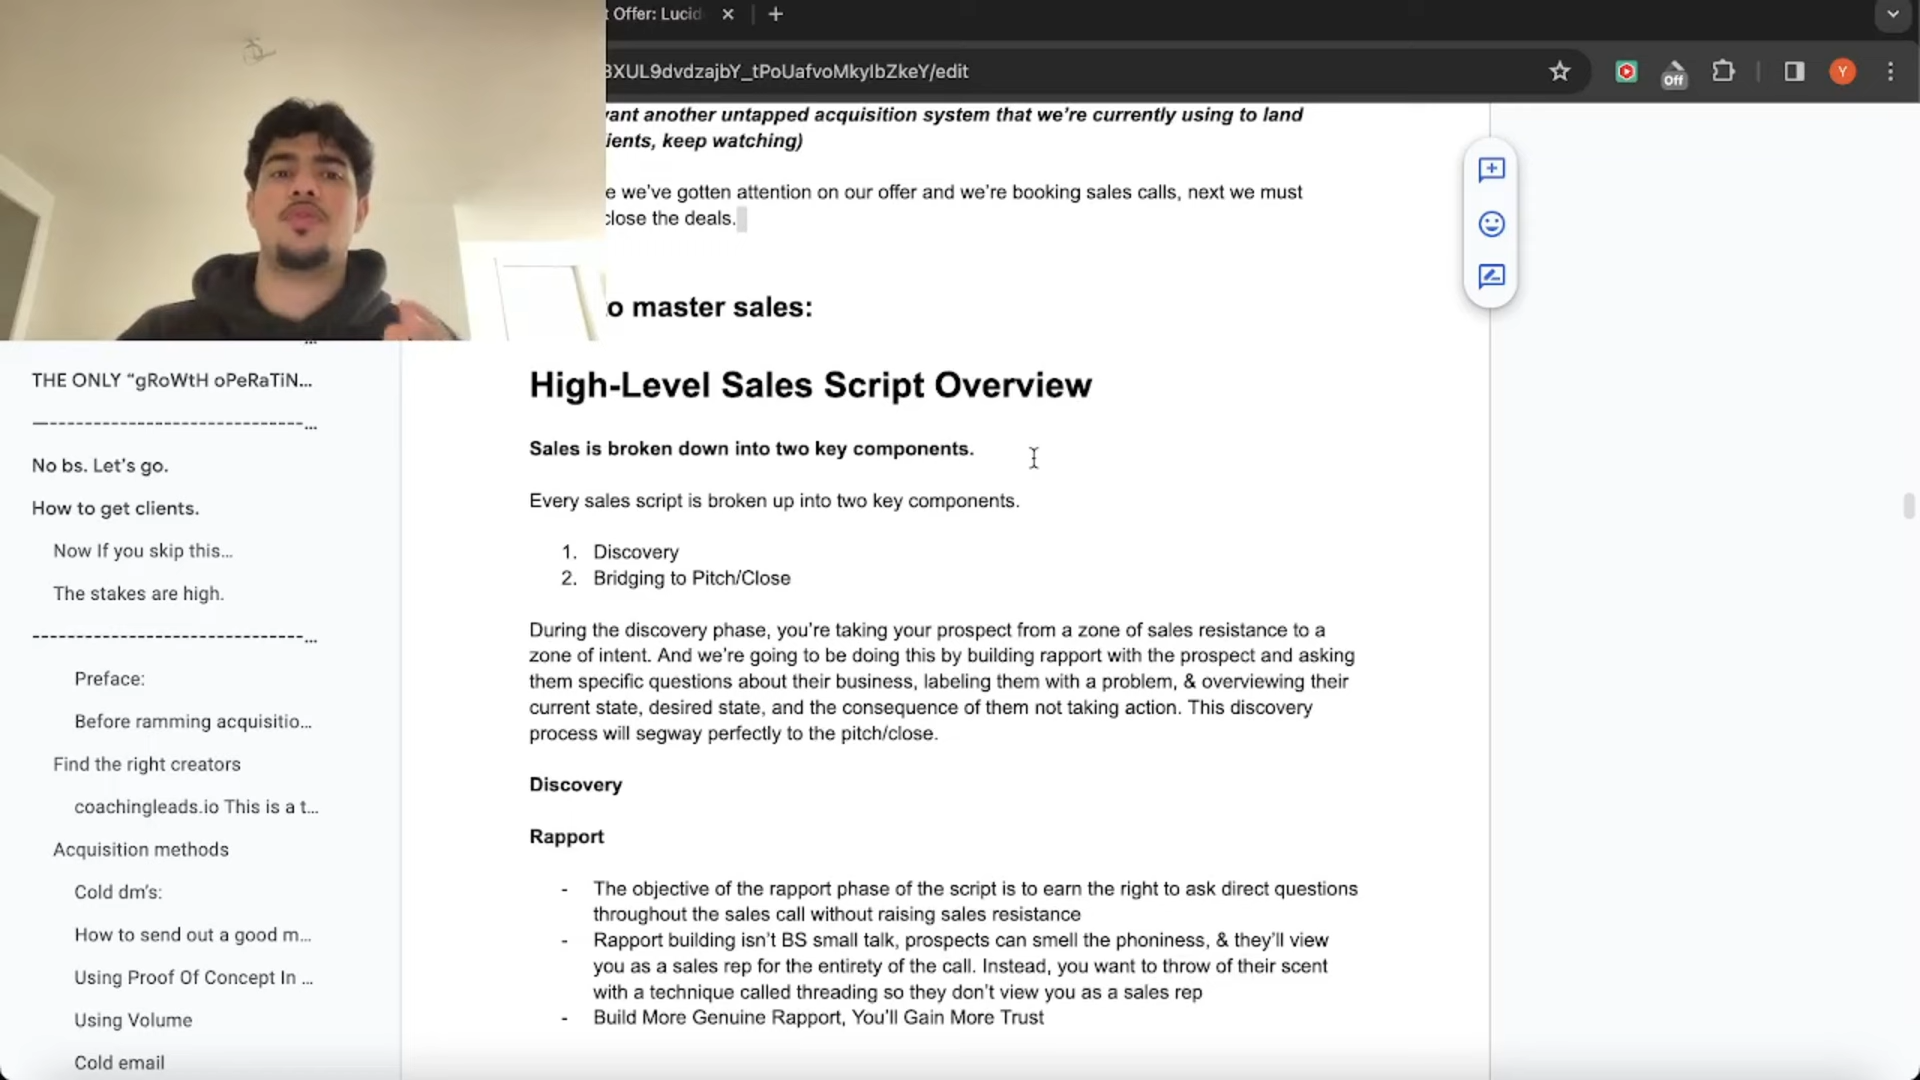 t Offer: Lucid
3XUL9dvdzajbY_tPoUafvoMkyIbZkeY/edit
Off
Y
vant another untapped acquisition system that we're currently using to land
ients, keep watching)
e we've gotten attention on our offer and we're booking sales calls, next we must
close the deals.
o master sales:
High-Level Sales Script Overview
Sales is broken down into two key components.
Every sales script is broken up into two key components.
1. Discovery
2. Bridging to Pitch/Close
During the discovery phase, you're taking your prospect from a zone of sales resistance to a
zone of intent. And we're going to be doing this by building rapport with the prospect and asking
them specific questions about their business, labeling them with a problem, & overviewing their
current state, desired state, and the consequence of them not taking action. This discovery
process will segway perfectly to the pitch/close.
Discovery
Rapport
- The objective of the rapport phase of the script is to earn the right to ask direct questions
throughout the sales call without raising sales resistance
- Rapport building isn't BS small talk, prospects can smell the phoniness, & they'll view
you as a sales rep for the entirety of the call. Instead, you want to throw of their scent
with a technique called threading so they don't view you as a sales rep
- Build More Genuine Rapport, You'll Gain More Trust
THE ONLY “gRoWtH oPeRaTiN...
—----------------------------...
No bs. Let's go.
How to get clients.
Now If you skip this...
The stakes are high.
-------------------------------...
Preface:
Before ramming acquisitio...
Find the right creators
coachingleads.io This is a t...
Acquisition methods
Cold dm's:
How to send out a good m...
Using Proof Of Concept In ...
Using Volume
Cold email